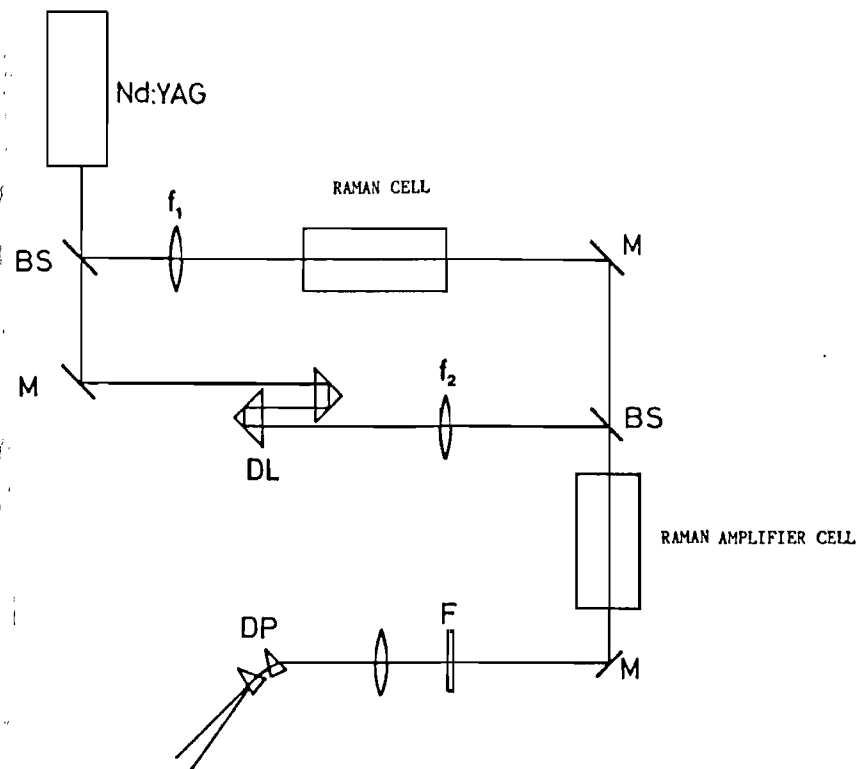 Nd:YAG
RAMAN CELL
f₁
M
BS
M
f₂
BS
DL
RAMAN AMPLIFIER CELL
DP
F
M